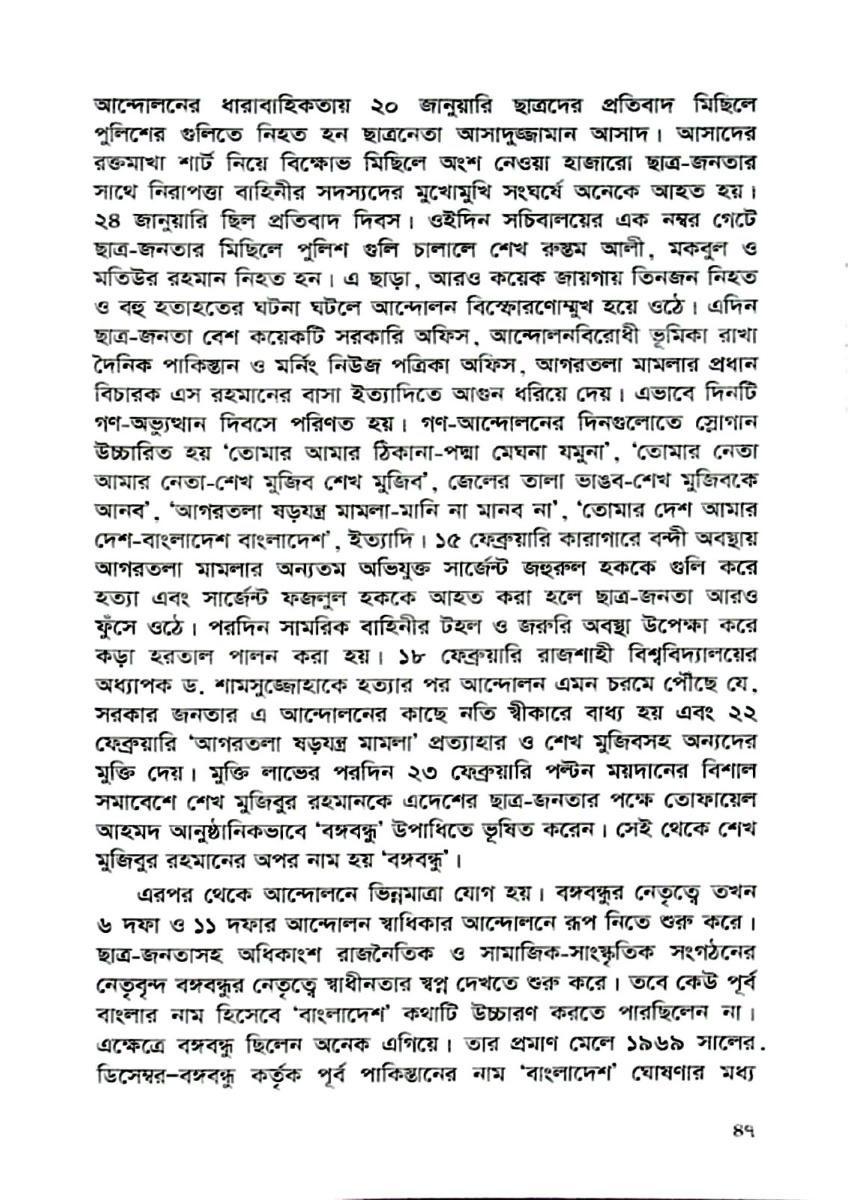 আন্দোলনের ধারাবাহিকতায় ২০ জানুয়ারি ছাত্রদের প্রতিবাদ মিছিলে
পুলিশের গুলিতে নিহত হন ছাত্রনেতা আসাদুজ্জামান আসাদ। আসাদের
রক্তমাখা শার্ট নিয়ে বিক্ষোভ মিছিলে অংশ নেওয়া হাজারো ছাত্র-জনতার
সাথে নিরাপত্তা বাহিনীর সদস্যদের মুখোমুখি সংঘর্ষে অনেকে আহত হয়।
২৪ জানুয়ারি ছিল প্রতিবাদ দিবস। ওইদিন সচিবালয়ের এক নম্বর গেটে
ছাত্র-জনতার মিছিলে পুলিশ গুলি চালালে শেখ রুস্তম আলী, মকবুল ও
মতিউর রহমান নিহত হন। এ ছাড়া, আরও কয়েক জায়গায় তিনজন নিহত
ও বহু হতাহতের ঘটনা ঘটলে আন্দোলন বিস্ফোরণোম্মুখ হয়ে ওঠে। এদিন
ছাত্র-জনতা বেশ কয়েকটি সরকারি অফিস, আন্দোলনবিরোধী ভূমিকা রাখা
দৈনিক পাকিস্তান ও মর্নিং নিউজ পত্রিকা অফিস, আগরতলা মামলার প্রধান
বিচারক এস রহমানের বাসা ইত্যাদিতে আগুন ধরিয়ে দেয়। এভাবে দিনটি
গণ-অভ্যুত্থান দিবসে পরিণত হয়। গণ-আন্দোলনের দিনগুলোতে স্লোগান
উচ্চারিত হয় ‘তোমার আমার ঠিকানা-পদ্মা মেঘনা যমুনা’, ‘তোমার নেতা
আমার নেতা-শেখ মুজিব শেখ মুজিব’, জেলের তালা ভাঙব-শেখ মুজিবকে
আনব’, ‘আগরতলা ষড়যন্ত্র মামলা-মানি না মানব না’, ‘তোমার দেশ আমার
দেশ-বাংলাদেশ বাংলাদেশ’, ইত্যাদি। ১৫ ফেব্রুয়ারি কারাগারে বন্দী অবস্থায়
আগরতলা মামলার অন্যতম অভিযুক্ত সার্জেন্ট জহুরুল হককে গুলি করে
হত্যা এবং সার্জেন্ট ফজলুল হককে আহত করা হলে ছাত্র-জনতা আরও
ফুঁসে ওঠে। পরদিন সামরিক বাহিনীর টহল ও জরুরি অবস্থা উপেক্ষা করে
কড়া হরতাল পালন করা হয়। ১৮ ফেব্রুয়ারি রাজশাহী বিশ্ববিদ্যালয়ের
অধ্যাপক ড. শামসুজ্জোহাকে হত্যার পর আন্দোলন এমন চরমে পৌঁছে যে,
সরকার জনতার এ আন্দোলনের কাছে নতি স্বীকারে বাধ্য হয় এবং ২২
ফেব্রুয়ারি ‘আগরতলা ষড়যন্ত্র মামলা’ প্রত্যাহার ও শেখ মুজিবসহ অন্যদের
মুক্তি দেয়। মুক্তি লাভের পরদিন ২৩ ফেব্রুয়ারি পল্টন ময়দানের বিশাল
সমাবেশে শেখ মুজিবুর রহমানকে এদেশের ছাত্র-জনতার পক্ষে তোফায়েল
আহমদ আনুষ্ঠানিকভাবে ‘বঙ্গবন্ধু’ উপাধিতে ভূষিত করেন। সেই থেকে শেখ
মুজিবুর রহমানের অপর নাম হয় ‘বঙ্গবন্ধু’।
এরপর থেকে আন্দোলনে ভিন্নমাত্রা যোগ হয়। বঙ্গবন্ধুর নেতৃত্বে তখন
৬ দফা ও ১১ দফার আন্দোলন স্বাধিকার আন্দোলনে রূপ নিতে শুরু করে।
ছাত্র-জনতাসহ অধিকাংশ রাজনৈতিক ও সামাজিক-সাংস্কৃতিক সংগঠনের
নেতৃবৃন্দ বঙ্গবন্ধুর নেতৃত্বে স্বাধীনতার স্বপ্ন দেখতে শুরু করে। তবে কেউ পূর্ব
বাংলার নাম হিসেবে ‘বাংলাদেশ’ কথাটি উচ্চারণ করতে পারছিলেন না।
এক্ষেত্রে বঙ্গবন্ধু ছিলেন অনেক এগিয়ে। তার প্রমাণ মেলে ১৯৬৯ সালের
ডিসেম্বর–বঙ্গবন্ধু কর্তৃক পূর্ব পাকিস্তানের নাম ‘বাংলাদেশ’ ঘোষণার মধ্য
৪৭